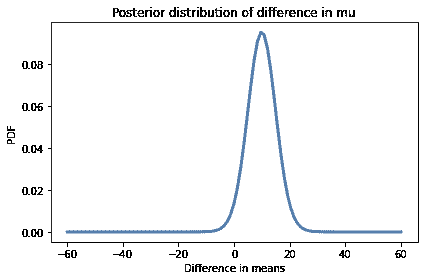 Posterior distribution of difference in mu
PDF
0.08
0.06
0.04
0.02
0.00
−60 −40 −20 0 20 40 60
Difference in means